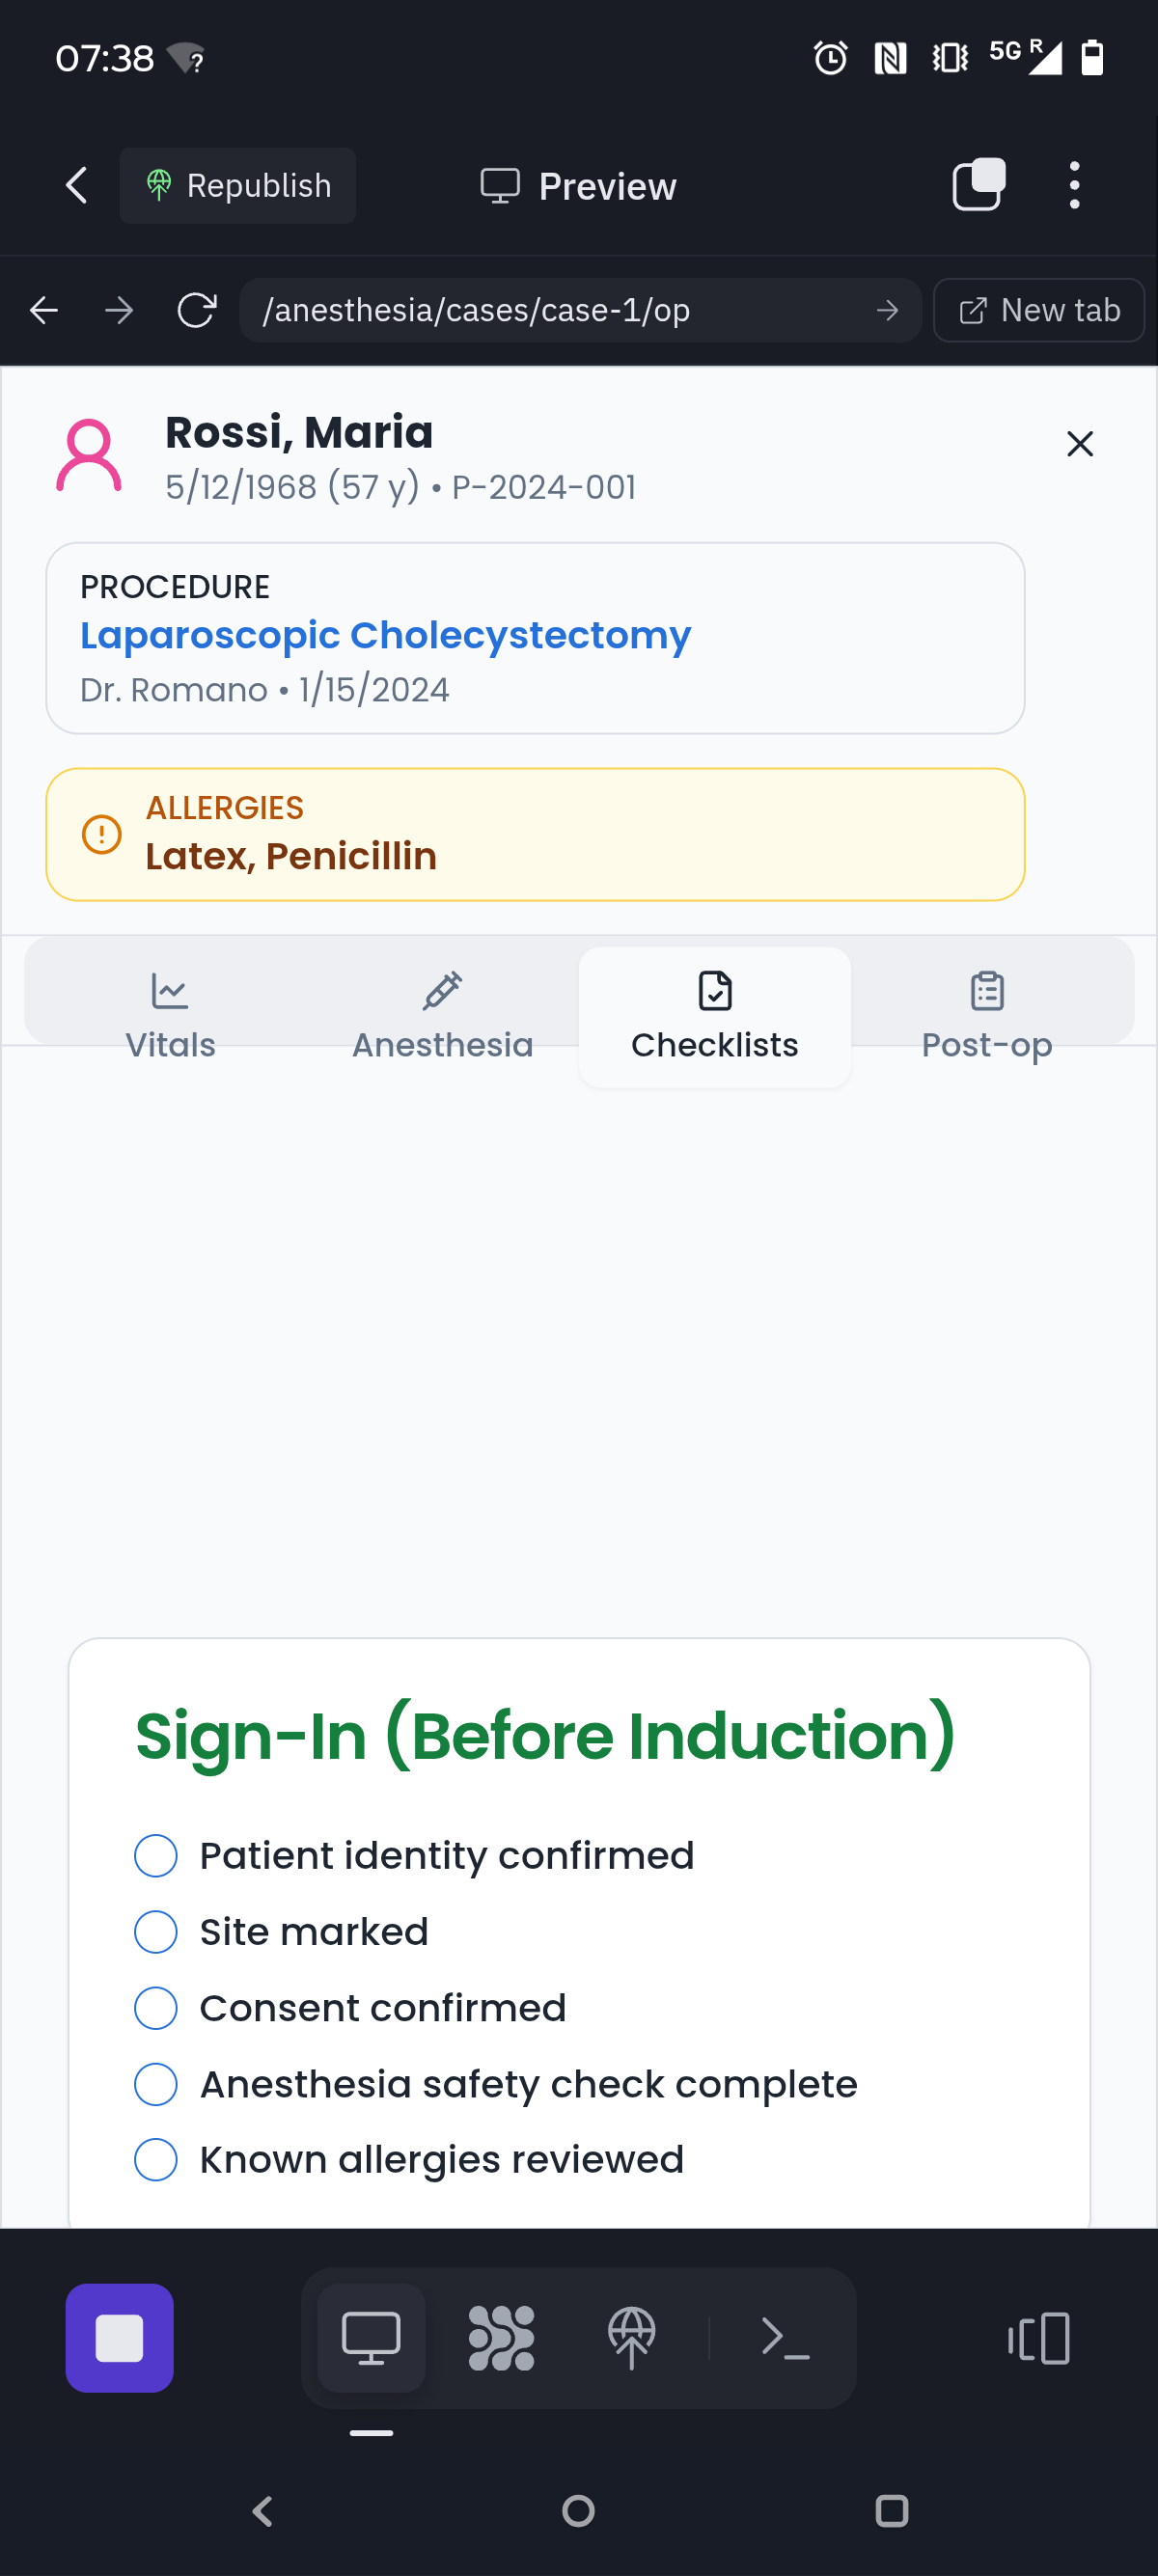 07:38
?
5G R
Republish
Preview
/anesthesia/cases/case-1/op
New tab
Rossi, Maria
5/12/1968 (57 y) • P-2024-001
PROCEDURE
Laparoscopic Cholecystectomy
Dr. Romano • 1/15/2024
ALLERGIES
Latex, Penicillin
Vitals
Anesthesia
Checklists
Post-op
Sign-In (Before Induction)
Patient identity confirmed
Site marked
Consent confirmed
Anesthesia safety check complete
Known allergies reviewed